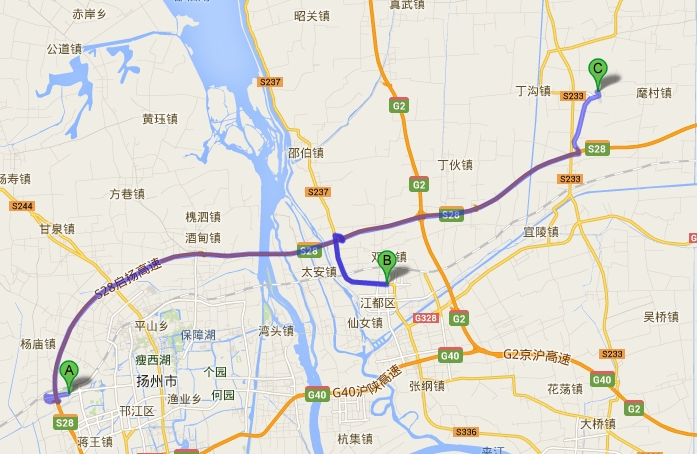 赤岸乡
昭关镇
真武镇
公道镇
S237
G2
丁沟镇
C
S233
麾村镇
黄珏镇
邵伯镇
S28
丁伙镇
G2
S233
方巷镇
S237
S244
甘泉镇
槐泗镇
酒甸镇
S28
宜陵镇
S28
S28启扬高速
太安镇
B
江都区
仙女镇
G328
G2
吴桥镇
平山乡
保障湖
湾头镇
杨庙镇
瘦西湖
G40
G2京沪高速
S233
A
扬州市
个园
何园
渔业乡
G40
G40沪陕高速
张纲镇
花荡镇
G40
G2
S28
邗江区
蒋王镇
杭集镇
S336
大桥镇
夹江